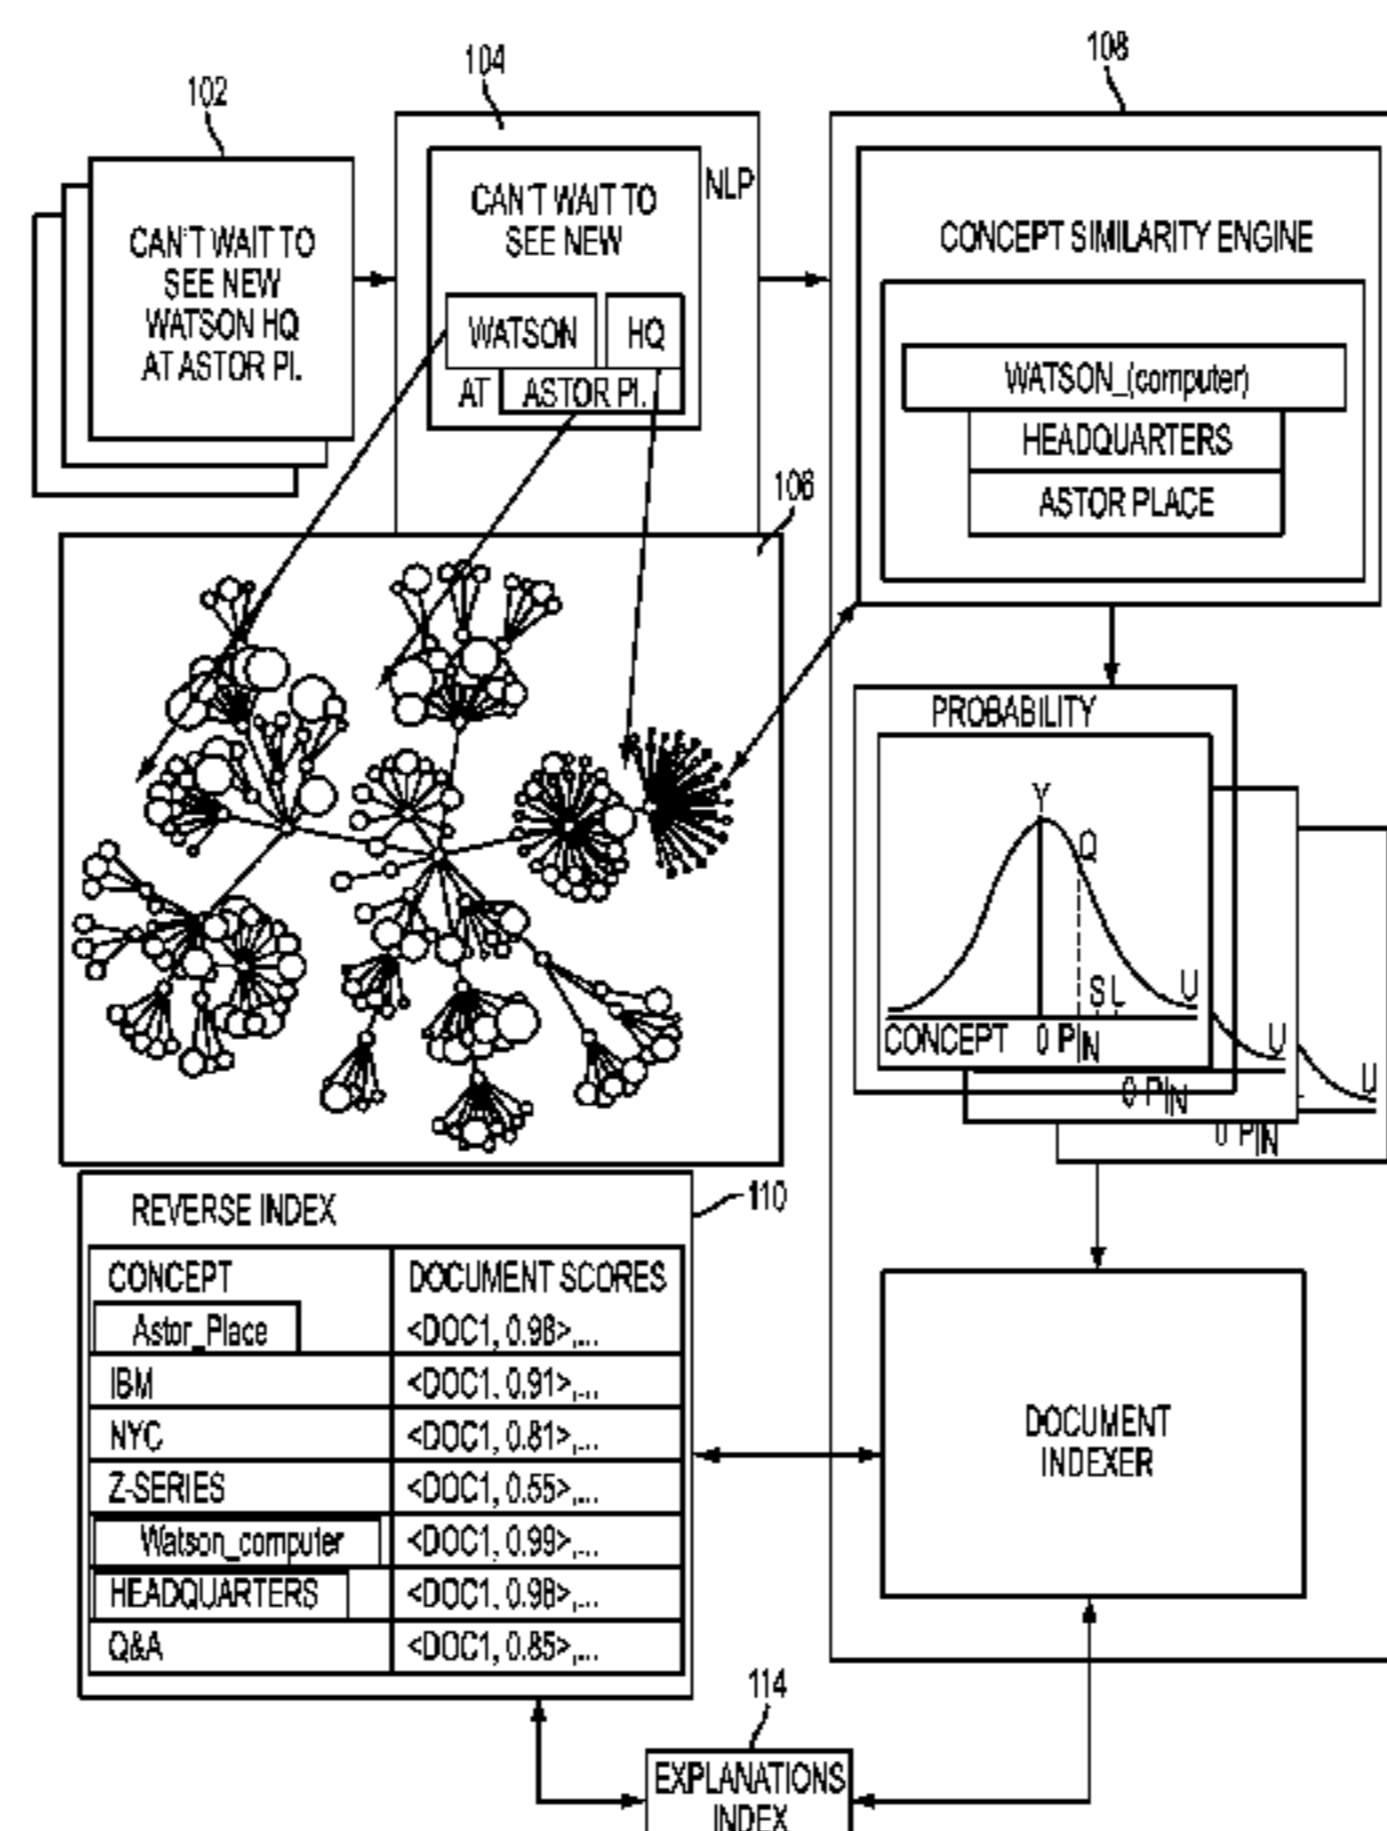 102
104
108
CAN'T WAIT TO
SEE NEW
WATSON HQ
AT ASTOR Pl.
NLP
CAN'T WAIT TO
SEE NEW
WATSON HQ
AT ASTOR Pl.
CONCEPT SIMILARITY ENGINE
WATSON_(computer)
HEADQUARTERS
ASTOR PLACE
106
PROBABILITY
Y
Q
S L U
CONCEPT 0 P|N
U
0 P|N
U
0 P|N
110
REVERSE INDEX
CONCEPT DOCUMENT SCORES
Astor_Place <DOC1, 0.98>,...
IBM <DOC1, 0.91>,...
NYC <DOC1, 0.81>,...
Z-SERIES <DOC1, 0.55>,...
Watson_computer <DOC1, 0.99>,...
HEADQUARTERS <DOC1, 0.98>,...
Q&A <DOC1, 0.85>,...
DOCUMENT
INDEXER
114
EXPLANATIONS
INDEX